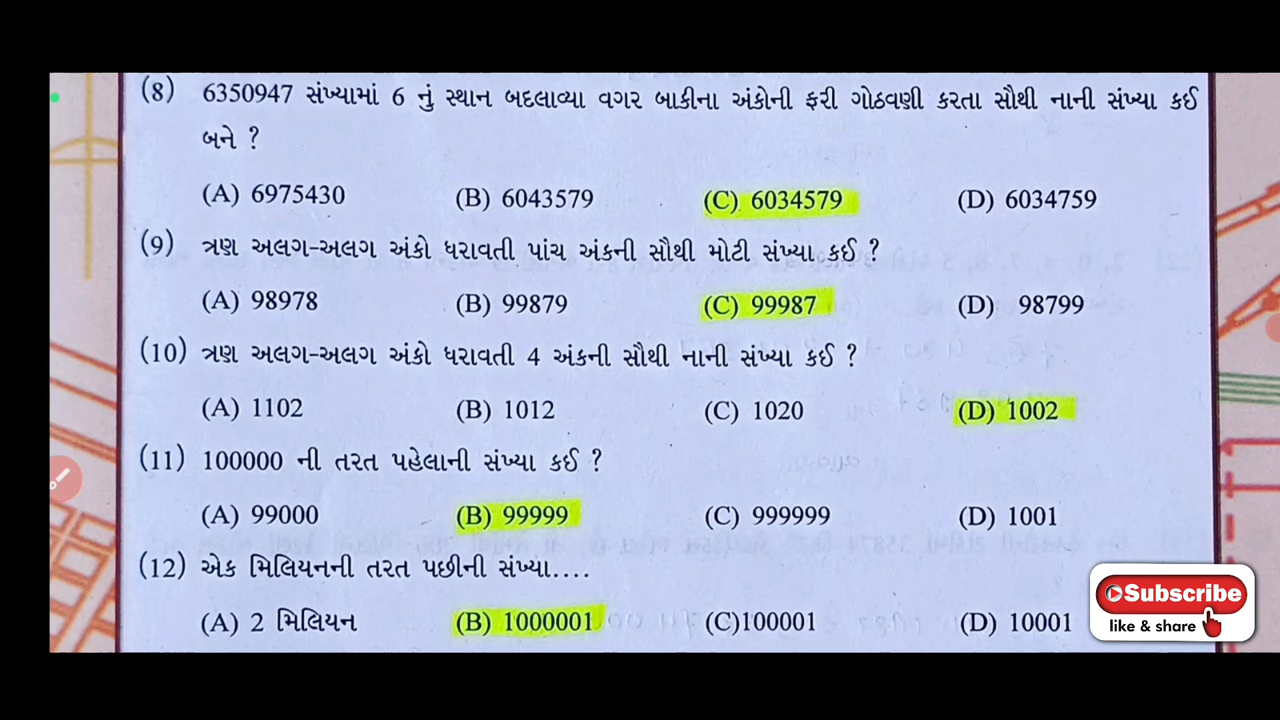 (8) 6350947 સંખ્યામાં 6 નું સ્થાન બદલાવ્યા વગર બાકીના અંકોની ફરી ગોઠવણી કરતા સૌથી નાની સંખ્યા કઈ
બને ?
(A) 6975430 (B) 6043579 (C) 6034579 (D) 6034759
(9) ત્રણ અલગ-અલગ અંકો ધરાવતી પાંચ અંકની સૌથી મોટી સંખ્યા કઈ ?
(A) 98978 (B) 99879 (C) 99987 (D) 98799
(10) ત્રણ અલગ-અલગ અંકો ધરાવતી 4 અંકની સૌથી નાની સંખ્યા કઈ ?
(A) 1102 (B) 1012 (C) 1020 (D) 1002
(11) 100000 ની તરત પહેલાની સંખ્યા કઈ ?
(A) 99000 (B) 99999 (C) 999999 (D) 1001
(12) એક મિલિયનની તરત પછીની સંખ્યા....
(A) 2 મિલિયન (B) 1000001 (C)100001 (D) 10001
Subscribe
like & share